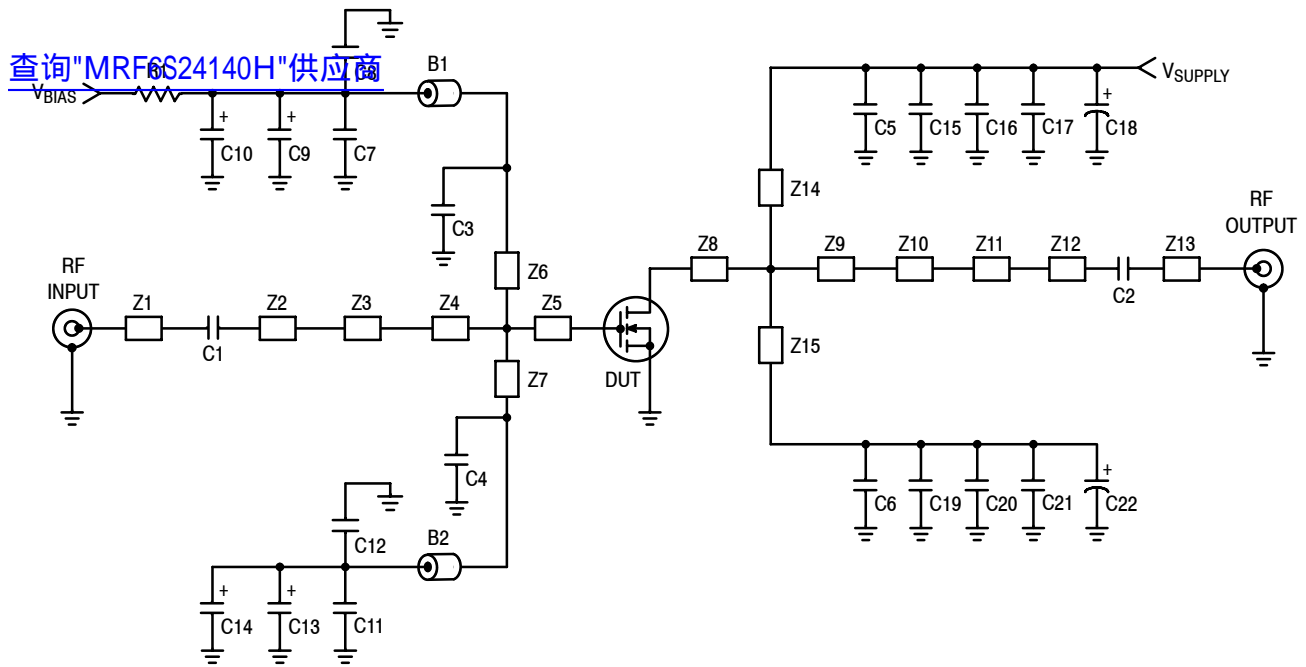 查询"MRF6S24140H"供应商
B1
VBIAS
VSUPPLY
C10
C9
C7
C5
C15
C16
C17
C18
+
+
+
C3
Z14
Z6
RF
INPUT
RF
OUTPUT
Z1
C1
Z2
Z3
Z4
Z5
Z8
Z9
Z10
Z11
Z12
C2
Z13
DUT
Z7
Z15
C4
C12
B2
C6
C19
C20
C21
C22
+
C14
C13
C11
+
+